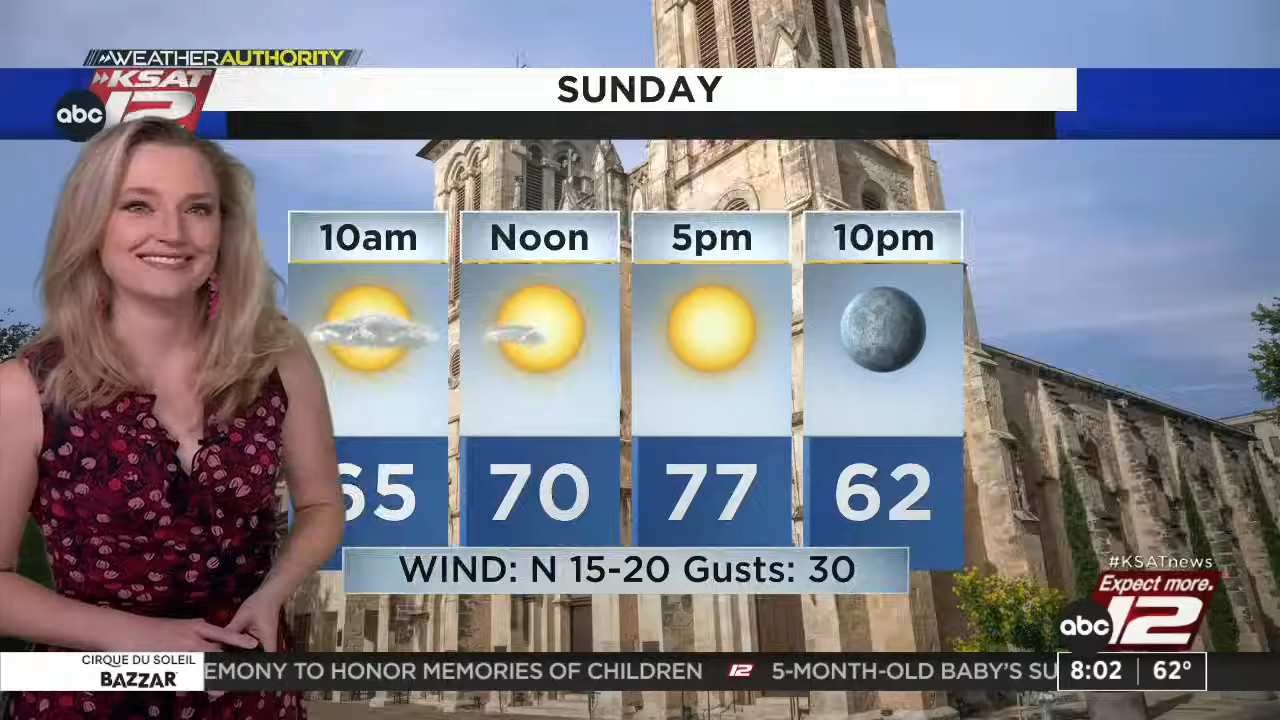 WEATHERAUTHORITY
KSAT
12
abc
SUNDAY
10am
Noon
5pm
10pm
65
70
77
62
WIND: N 15-20 Gusts: 30
#KSATnews
Expect more.
abc
12
CIRQUE DU SOLEIL
BAZZAR
EMONY TO HONOR MEMORIES OF CHILDREN
12
5-MONTH-OLD BABY'S SU
8:02
62°